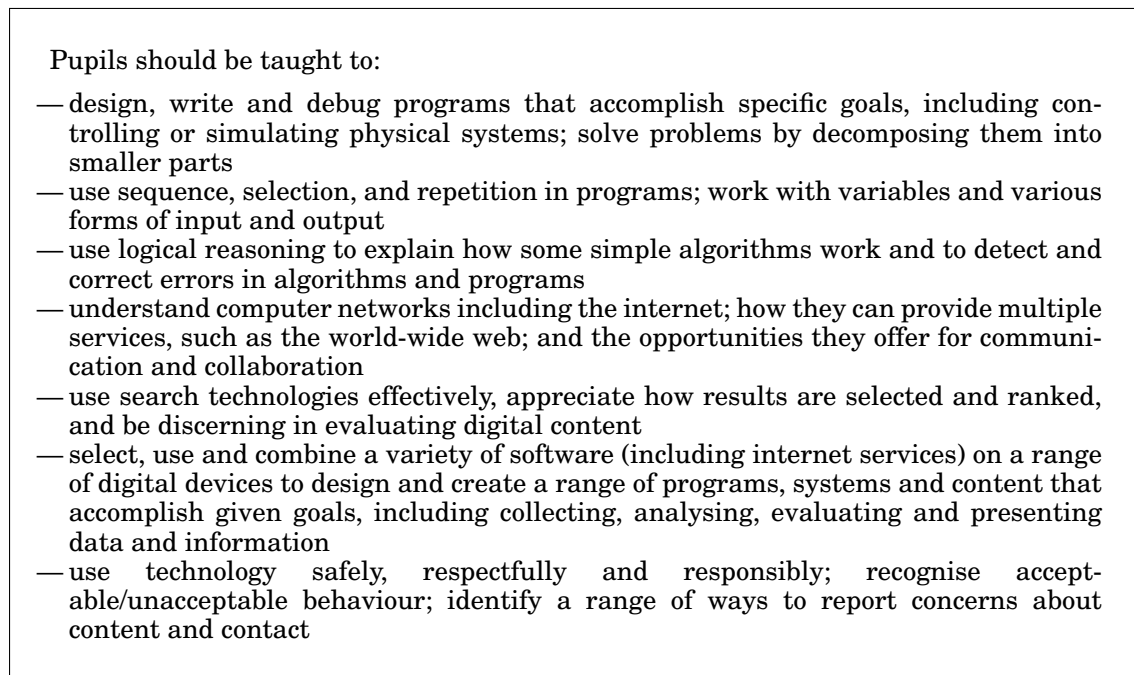 Pupils should be taught to:
— design, write and debug programs that accomplish specific goals, including con-
trolling or simulating physical systems; solve problems by decomposing them into
smaller parts
— use sequence, selection, and repetition in programs; work with variables and various
forms of input and output
— use logical reasoning to explain how some simple algorithms work and to detect and
correct errors in algorithms and programs
— understand computer networks including the internet; how they can provide multiple
services, such as the world-wide web; and the opportunities they offer for communi-
cation and collaboration
— use search technologies effectively, appreciate how results are selected and ranked,
and be discerning in evaluating digital content
— select, use and combine a variety of software (including internet services) on a range
of digital devices to design and create a range of programs, systems and content that
accomplish given goals, including collecting, analysing, evaluating and presenting
data and information
— use technology safely, respectfully and responsibly; recognise accept-
able/unacceptable behaviour; identify a range of ways to report concerns about
content and contact